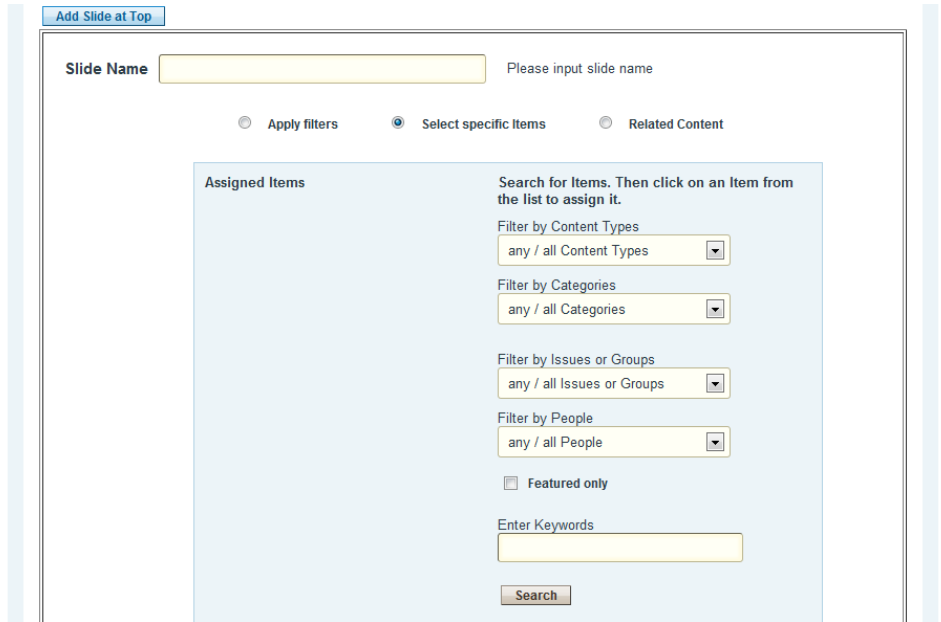 Add Slide at Top
Slide Name Please input slide name
Apply filters Select specific Items Related Content
Assigned Items
Search for Items. Then click on an Item from
the list to assign it.
Filter by Content Types
any / all Content Types
Filter by Categories
any / all Categories
Filter by Issues or Groups
any / all Issues or Groups
Filter by People
any / all People
Featured only
Enter Keywords
Search